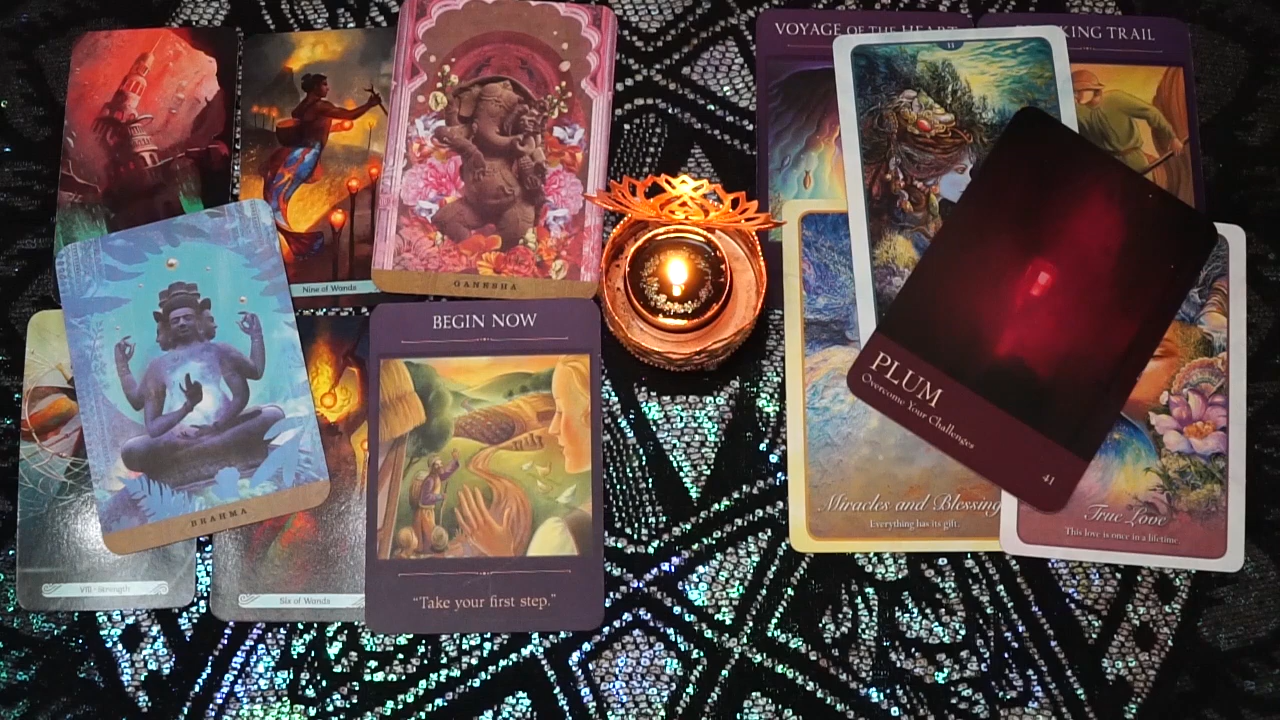 VOYAGE OF THE HEART
KING TRAIL
11
Nine of Wands
GANESHA
BEGIN NOW
BRAHMA
PLUM
Overcome Your Challenges
41
Miracles and Blessing
Everything has its gift.
True Love
This love is once in a lifetime.
VIII - Strength
Six of Wands
"Take your first step."